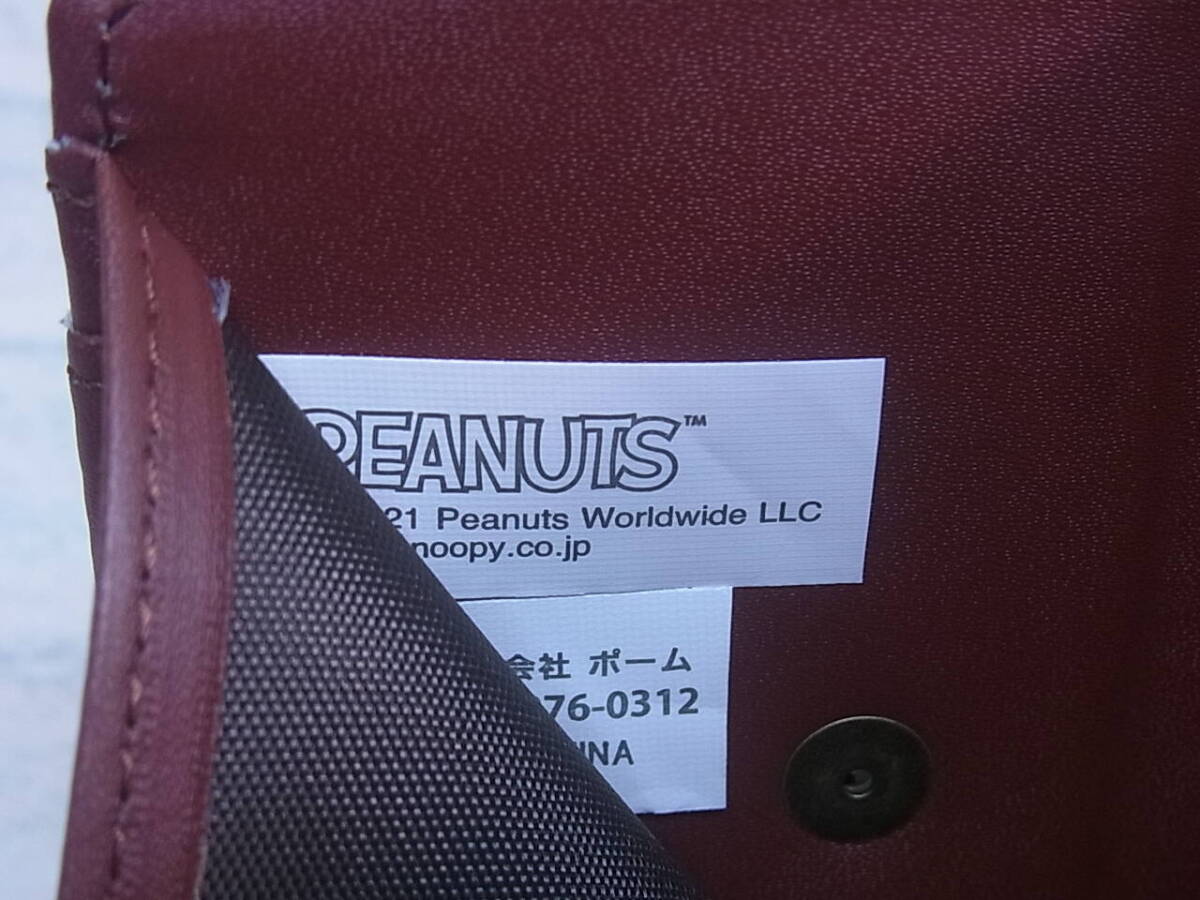 PEANUTS™
21 Peanuts Worldwide LLC
noopy.co.jp
会社 ポーム
76-0312
INA